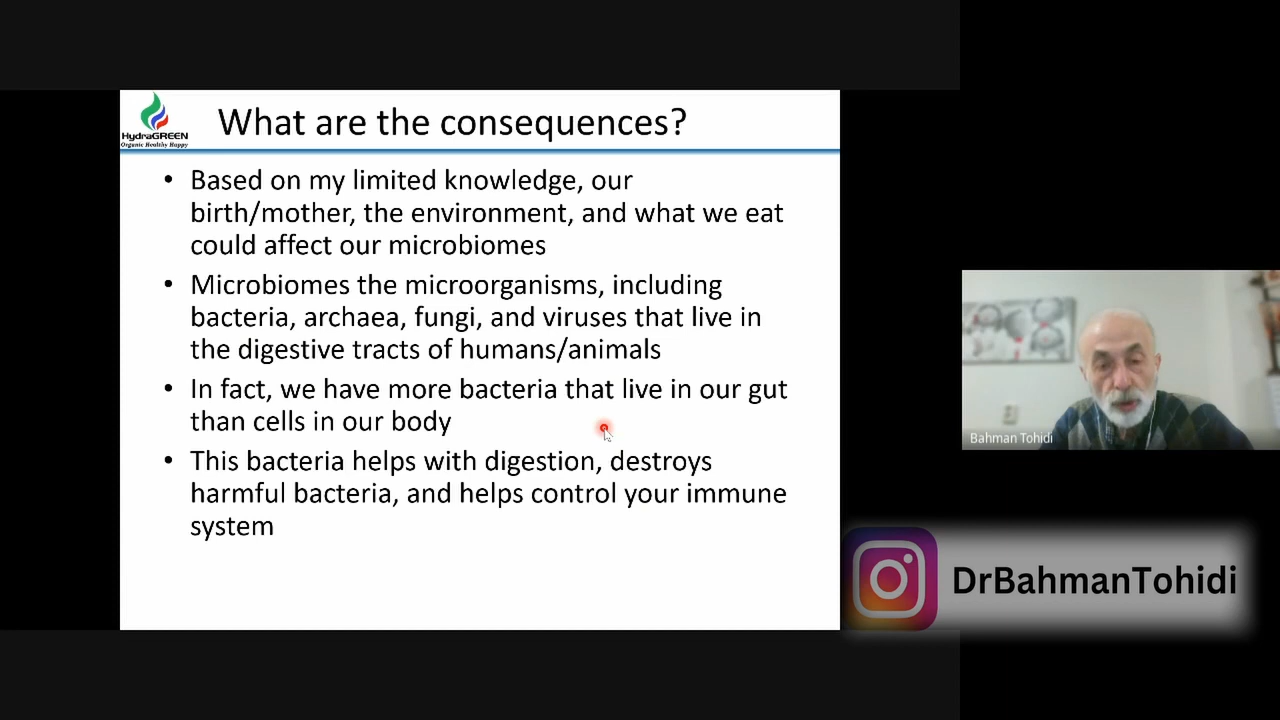 HydraGREEN
Organic Healthy Happy
What are the consequences?
• Based on my limited knowledge, our
birth/mother, the environment, and what we eat
could affect our microbiomes
• Microbiomes the microorganisms, including
bacteria, archaea, fungi, and viruses that live in
the digestive tracts of humans/animals
• In fact, we have more bacteria that live in our gut
than cells in our body
• This bacteria helps with digestion, destroys
harmful bacteria, and helps control your immune
system
Bahman Tohidi
DrBahmanTohidi